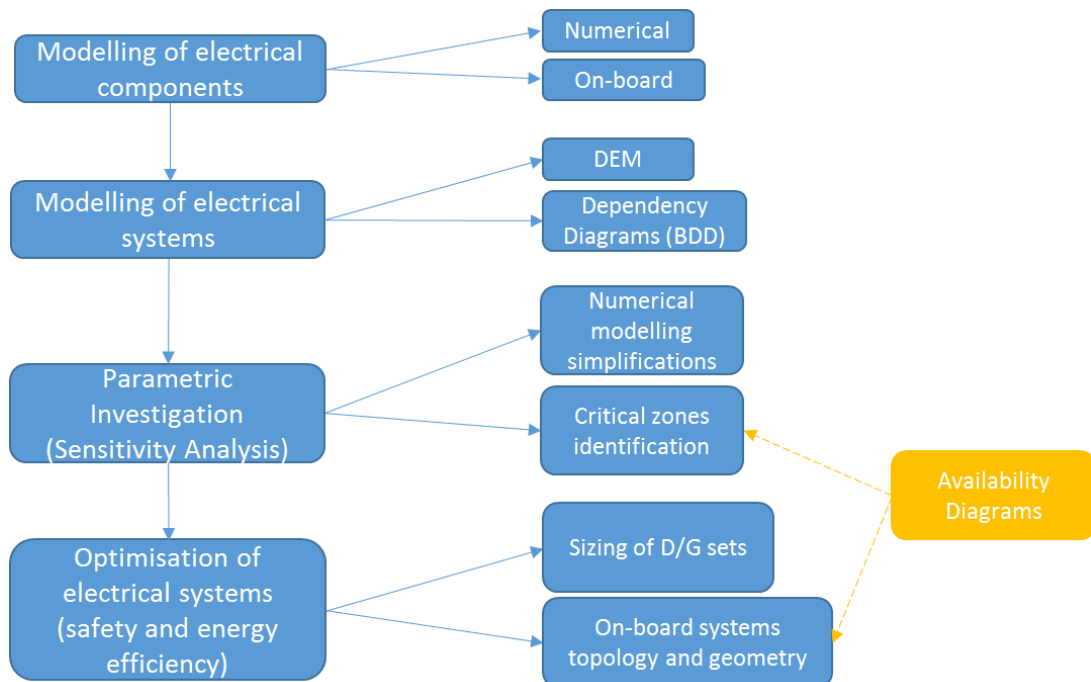 Modelling of electrical
components
Numerical
On-board
Modelling of electrical
systems
DEM
Dependency
Diagrams (BDD)
Parametric
Investigation
(Sensitivity Analysis)
Numerical
modelling
simplifications
Critical zones
identification
Availability
Diagrams
Optimisation of
electrical systems
(safety and energy
efficiency)
Sizing of D/G sets
On-board systems
topology and geometry